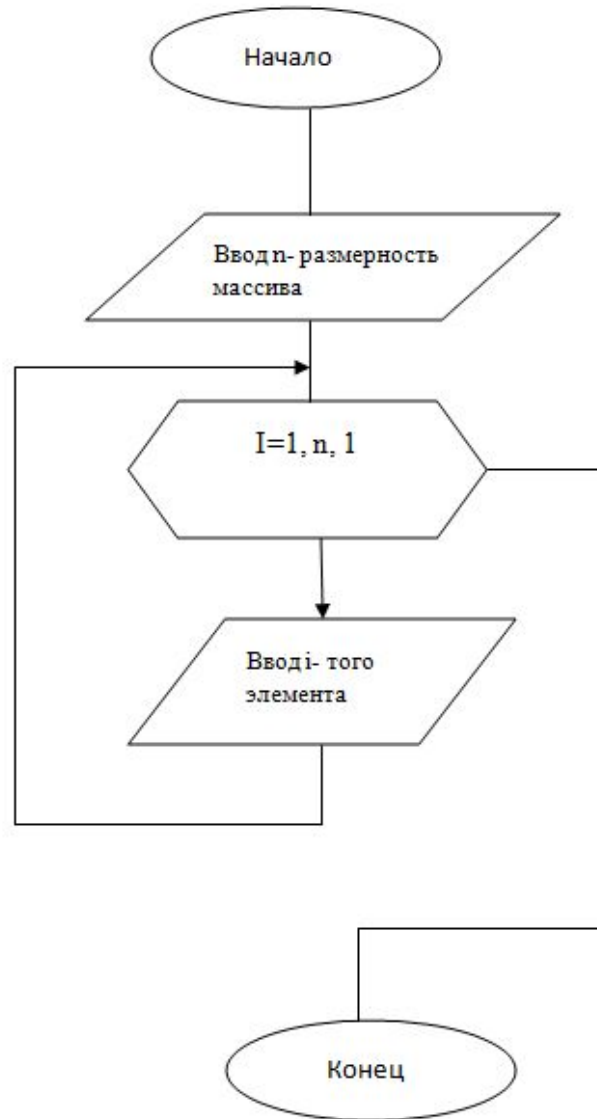 Начало
Ввод n- размерность
массива
I=1, n, 1
Ввод i- того
элемента
Конец